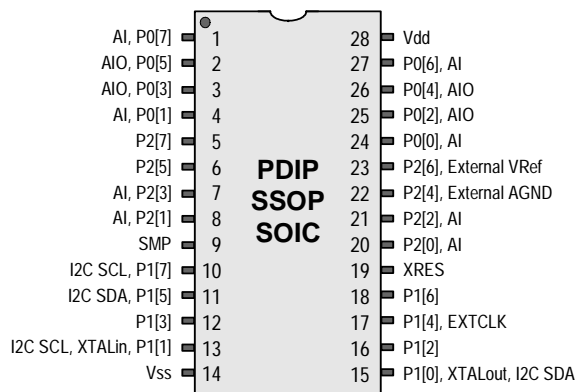 AI, P0[7] 1 28 Vdd
AIO, P0[5] 2 27 P0[6], AI
AIO, P0[3] 3 26 P0[4], AIO
AI, P0[1] 4 25 P0[2], AIO
P2[7] 5 24 P0[0], AI
P2[5] 6 PDIP 23 P2[6], External VRef
AI, P2[3] 7 SSOP 22 P2[4], External AGND
AI, P2[1] 8 SOIC 21 P2[2], AI
SMP 9 20 P2[0], AI
I2C SCL, P1[7] 10 19 XRES
I2C SDA, P1[5] 11 18 P1[6]
P1[3] 12 17 P1[4], EXTCLK
I2C SCL, XTALin, P1[1] 13 16 P1[2]
Vss 14 15 P1[0], XTALout, I2C SDA